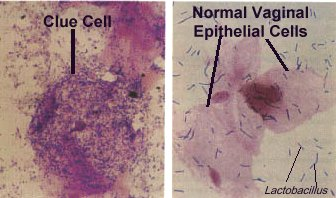 Clue Cell
Normal Vaginal
Epithelial Cells
Lactobacillus